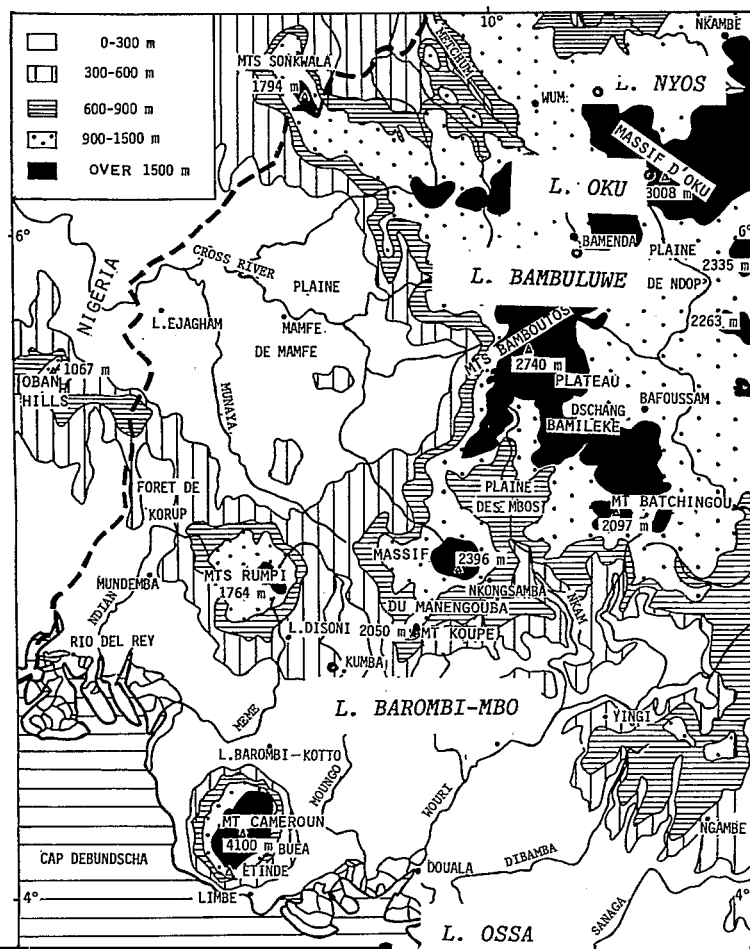 0-300 m
300-600 m
600-900 m
900-1500 m
OVER 1500 m
10°
NKAMBE
MTS SONKWALA
1794 m
METCHUM
WUM
L. NYOS
MASSIF D'OKU
3008 m
L. OKU
6°
6°
BAMENDA
PLAINE
DE NDOP
2335 m
CROSS RIVER
PLAINE
L. BAMBULUWE
NIGERIA
L.EJAGHAM
MAMFE
DE MAMFE
2263 m
MTS BAMBOUTOS
2740 m
1067 m
OBAN
HILLS
MUNAYA
PLATEAU
DSCHANG
BAFOUSSAM
BAMILEKE
FORET DE
KORUP
PLAINE
DES MBOS
MT BATCHINGOU
2097 m
MASSIF
2396 m
MTS RUMPI
1764 m
MUNDEMBA
NKONGSAMBA
DU MANENGOUBA
NKAM
NDIAN
L.DISONI
2050 m
MT KOUPE
RIO DEL REY
KUMBA
MEME
L. BAROMBI-MBO
YINGI
L.BAROMBI-KOTTO
MOUNGO
WOURI
MT CAMEROUN
4100 m
BUEA
NGAMBE
CAP DEBUNDSCHA
ETINDE
DOUALA
DIBAMBA
LIMBE
4°
4°
L. OSSA
SANAGA